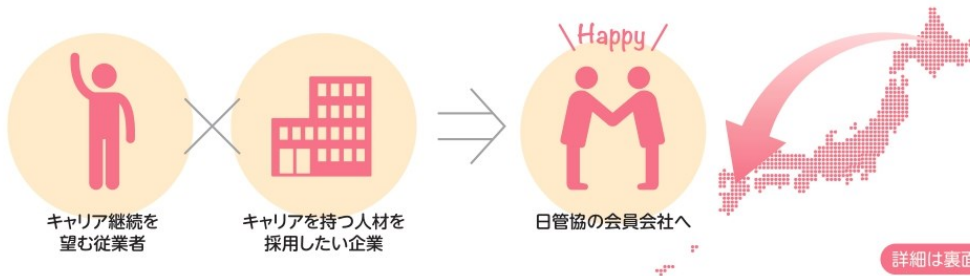 Happy
キャリア継続を
望む従業者
キャリアを持つ人材を
採用したい企業
日管協の会員会社へ
詳細は裏面